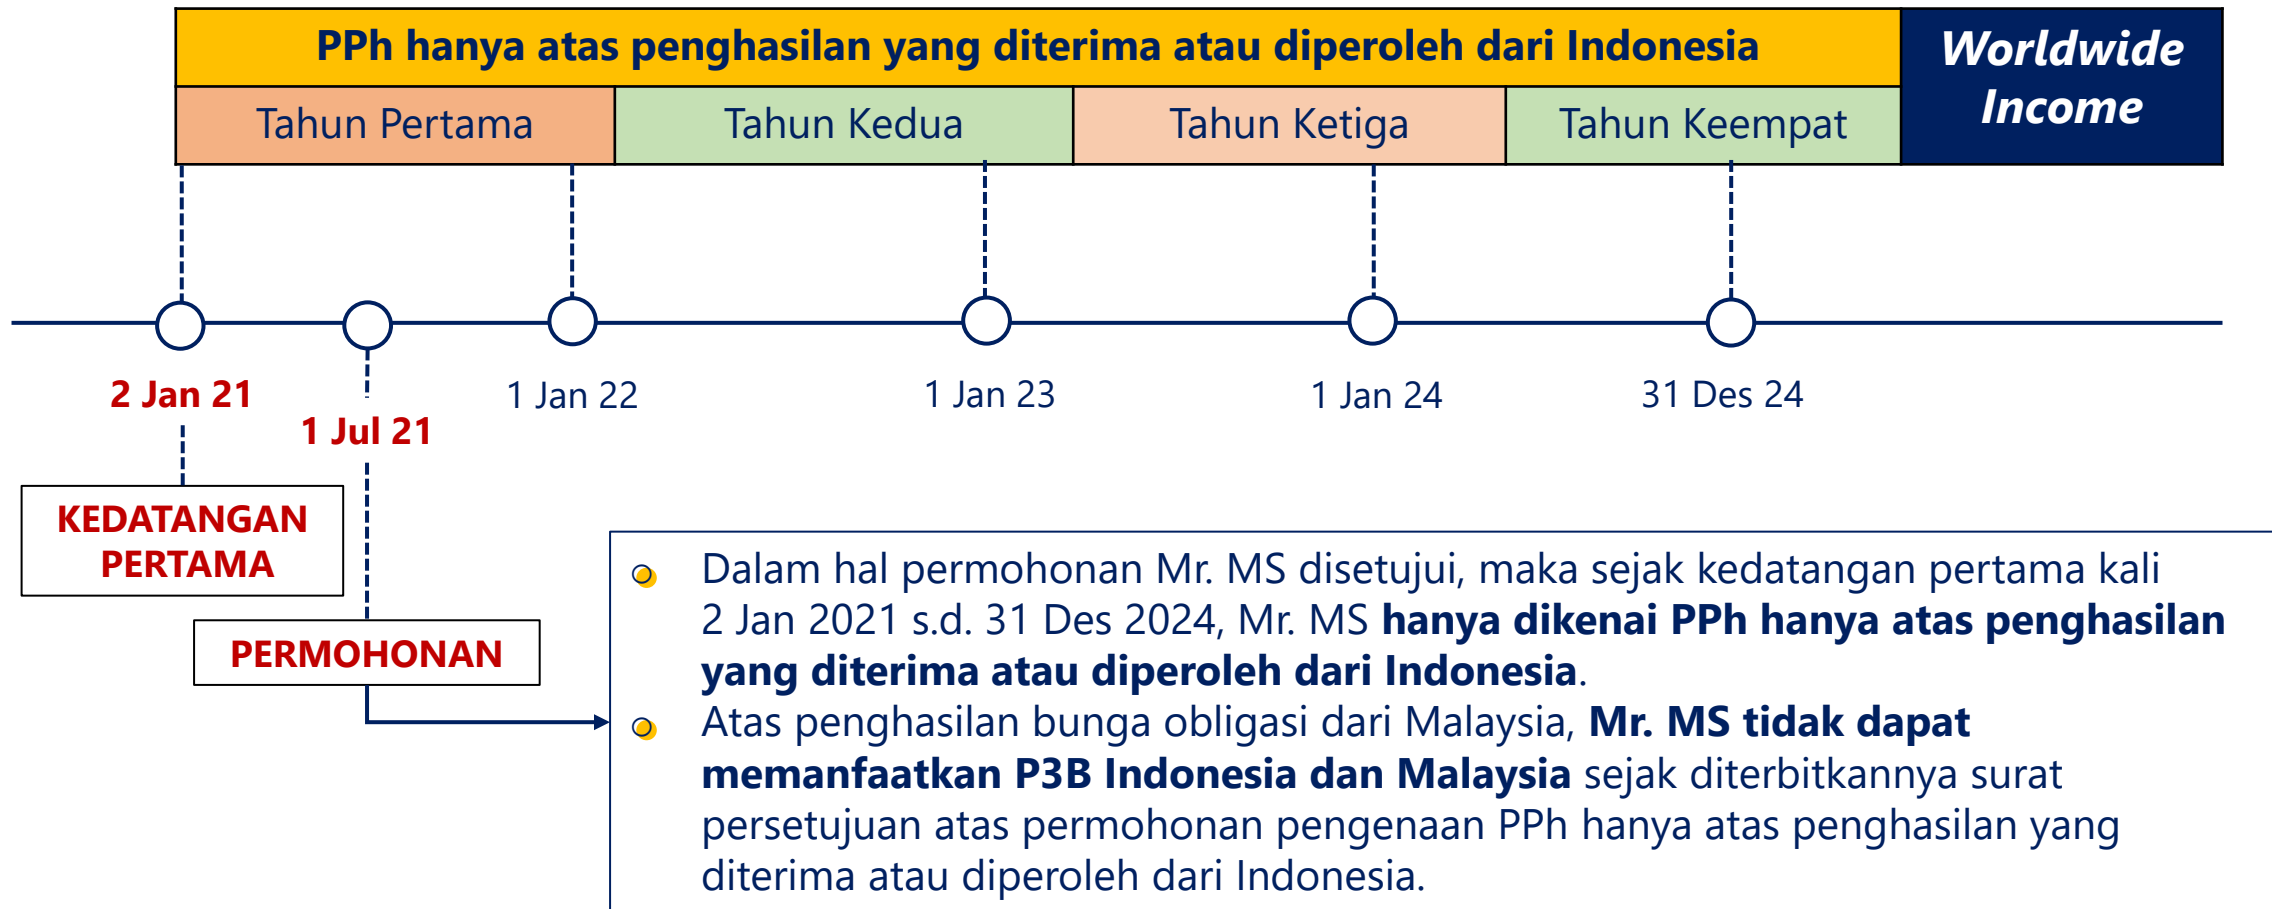 PPh hanya atas penghasilan yang diterima atau diperoleh dari Indonesia
Worldwide
Income
Tahun Pertama
Tahun Kedua
Tahun Ketiga
Tahun Keempat
2 Jan 21
1 Jul 21
1 Jan 22
1 Jan 23
1 Jan 24
31 Des 24
KEDATANGAN
PERTAMA
PERMOHONAN
Dalam hal permohonan Mr. MS disetujui, maka sejak kedatangan pertama kali
2 Jan 2021 s.d. 31 Des 2024, Mr. MS hanya dikenai PPh hanya atas penghasilan
yang diterima atau diperoleh dari Indonesia.
Atas penghasilan bunga obligasi dari Malaysia, Mr. MS tidak dapat
memanfaatkan P3B Indonesia dan Malaysia sejak diterbitkannya surat
persetujuan atas permohonan pengenaan PPh hanya atas penghasilan yang
diterima atau diperoleh dari Indonesia.